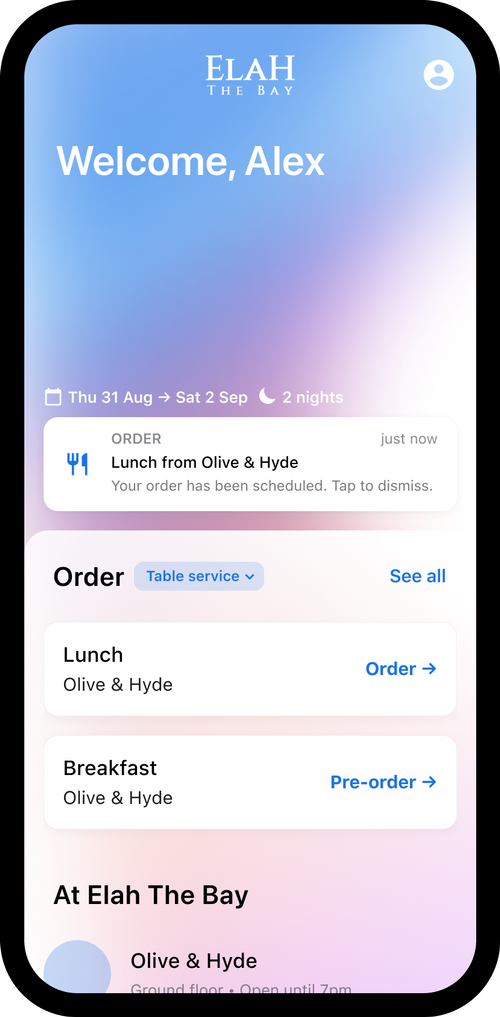 ELAH
THE BAY
Welcome, Alex
Thu 31 Aug → Sat 2 Sep 2 nights
ORDER just now
Lunch from Olive & Hyde
Your order has been scheduled. Tap to dismiss.
Order Table service See all
Lunch
Olive & Hyde
Order →
Breakfast
Olive & Hyde
Pre-order →
At Elah The Bay
Olive & Hyde
Ground floor • Open until 7pm